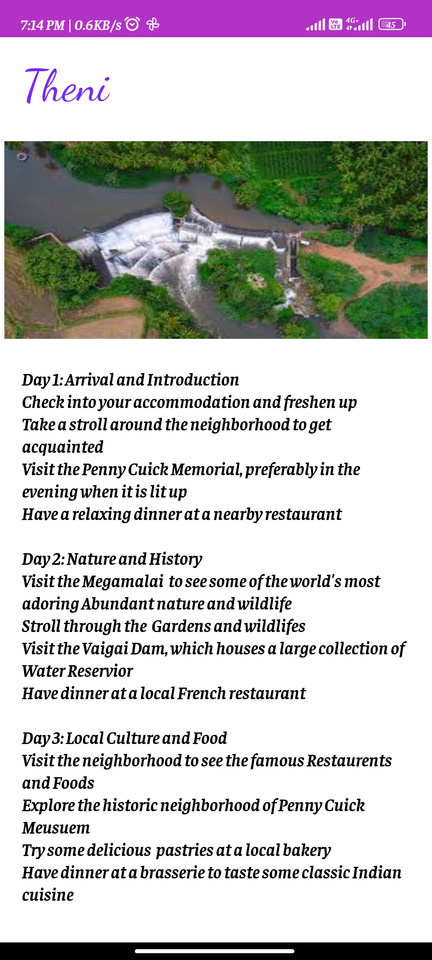 7:14 PM | 0.6KB/s
4G+
45
Theni
Day 1: Arrival and Introduction
Check into your accommodation and freshen up
Take a stroll around the neighborhood to get
acquainted
Visit the Penny Cuick Memorial, preferably in the
evening when it is lit up
Have a relaxing dinner at a nearby restaurant
Day 2: Nature and History
Visit the Megamalai to see some of the world's most
adoring Abundant nature and wildlife
Stroll through the Gardens and wildlifes
Visit the Vaigai Dam, which houses a large collection of
Water Reservior
Have dinner at a local French restaurant
Day 3: Local Culture and Food
Visit the neighborhood to see the famous Restaurents
and Foods
Explore the historic neighborhood of Penny Cuick
Meusuem
Try some delicious pastries at a local bakery
Have dinner at a brasserie to taste some classic Indian
cuisine